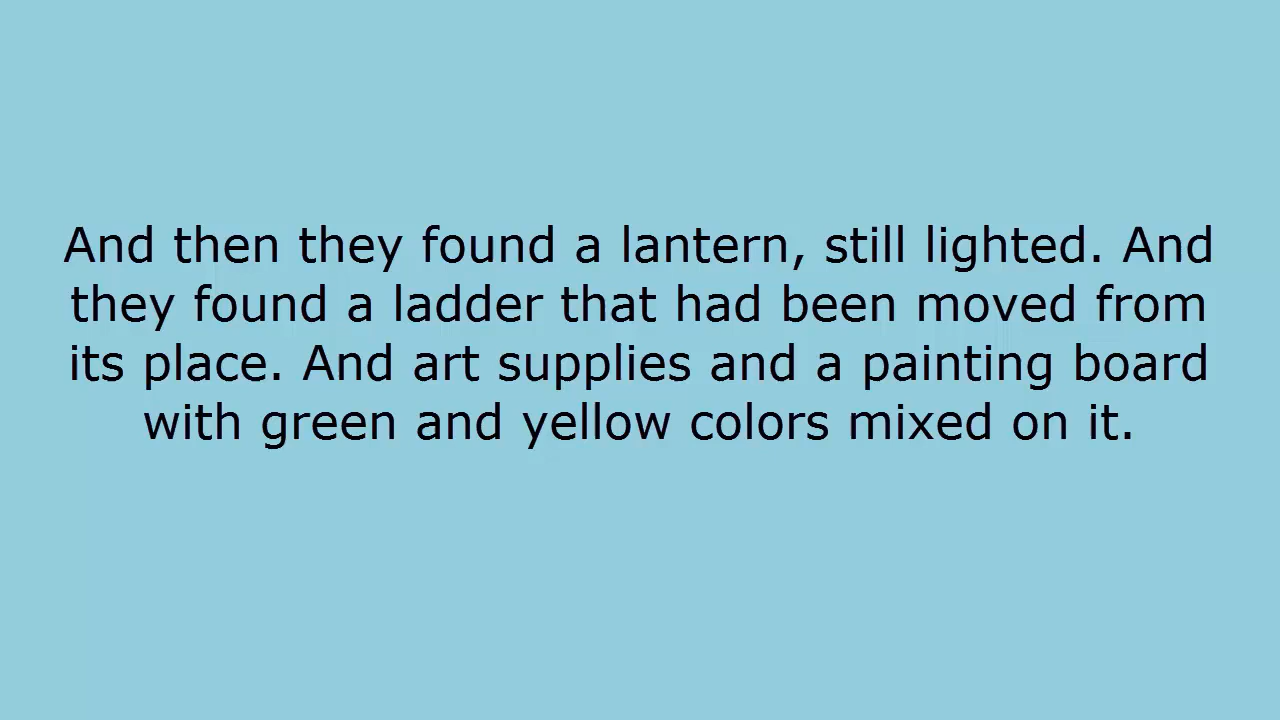 And then they found a lantern, still lighted. And
they found a ladder that had been moved from
its place. And art supplies and a painting board
with green and yellow colors mixed on it.